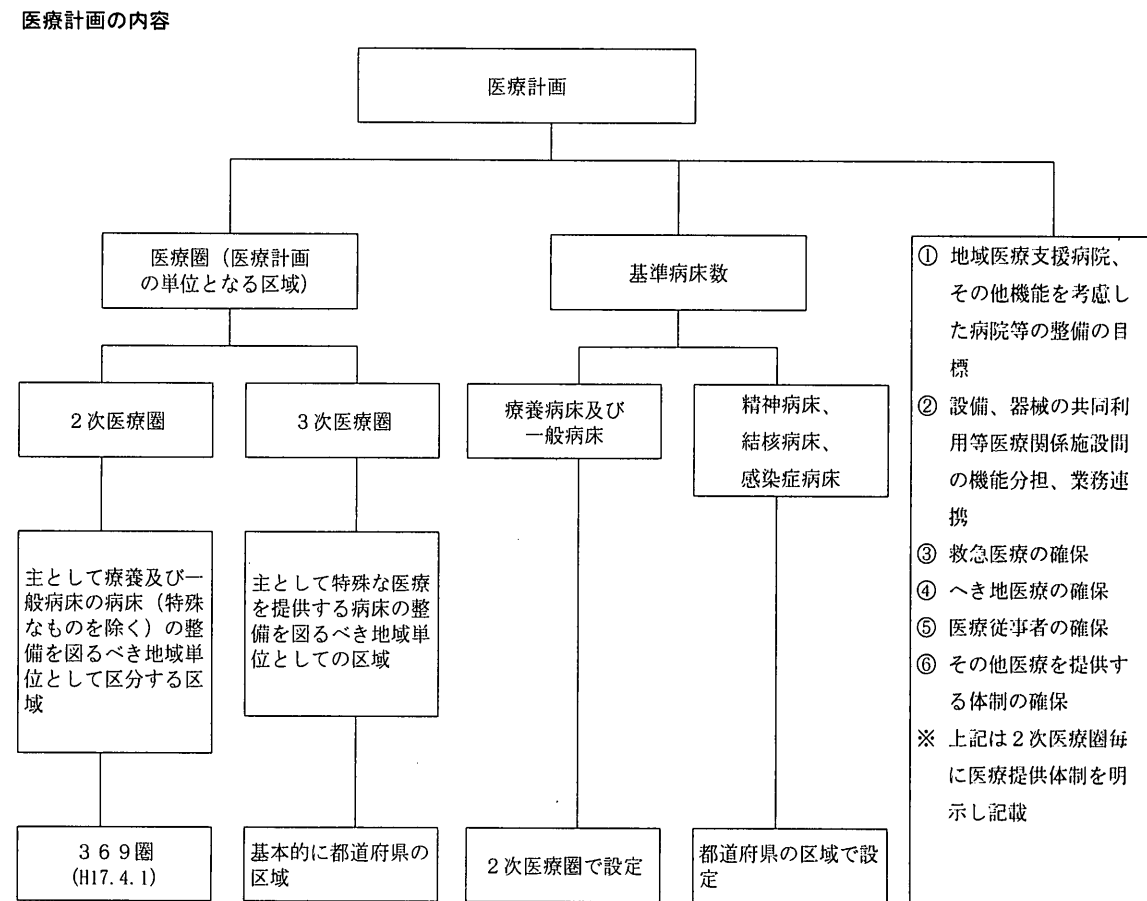 医療計画の内容
医療計画
医療圏（医療計画
の単位となる区域）
基準病床数
２次医療圏
３次医療圏
療養病床及び
一般病床
精神病床、
結核病床、
感染症病床
主として療養及び一
般病床の病床（特殊
なものを除く）の整
備を図るべき地域単
位として区分する区
域
主として特殊な医療
を提供する病床の整
備を図るべき地域単
位としての区域
３６９圏
(H17.4.1)
基本的に都道府県の
区域
２次医療圏で設定
都道府県の区域で設
定
① 地域医療支援病院、
その他機能を考慮し
た病院等の整備の目
標
② 設備、器械の共同利
用等医療関係施設間
の機能分担、業務連
携
③ 救急医療の確保
④ へき地医療の確保
⑤ 医療従事者の確保
⑥ その他医療を提供す
る体制の確保
※ 上記は２次医療圏毎
に医療提供体制を明
示し記載